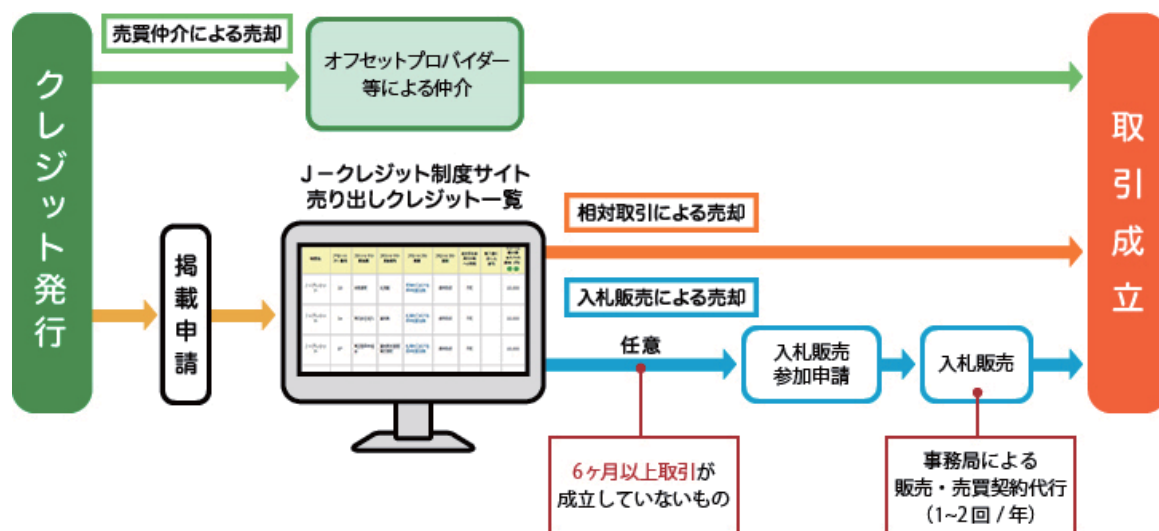 クレジット発行
売買仲介による売却
オフセットプロバイダー
等による仲介
取引成立
掲載申請
J－クレジット制度サイト
売り出しクレジット一覧
相対取引による売却
入札販売による売却
任意
入札販売
参加申請
入札販売
6ヶ月以上取引が
成立していないもの
事務局による
販売・売買契約代行
（1~2回 / 年）